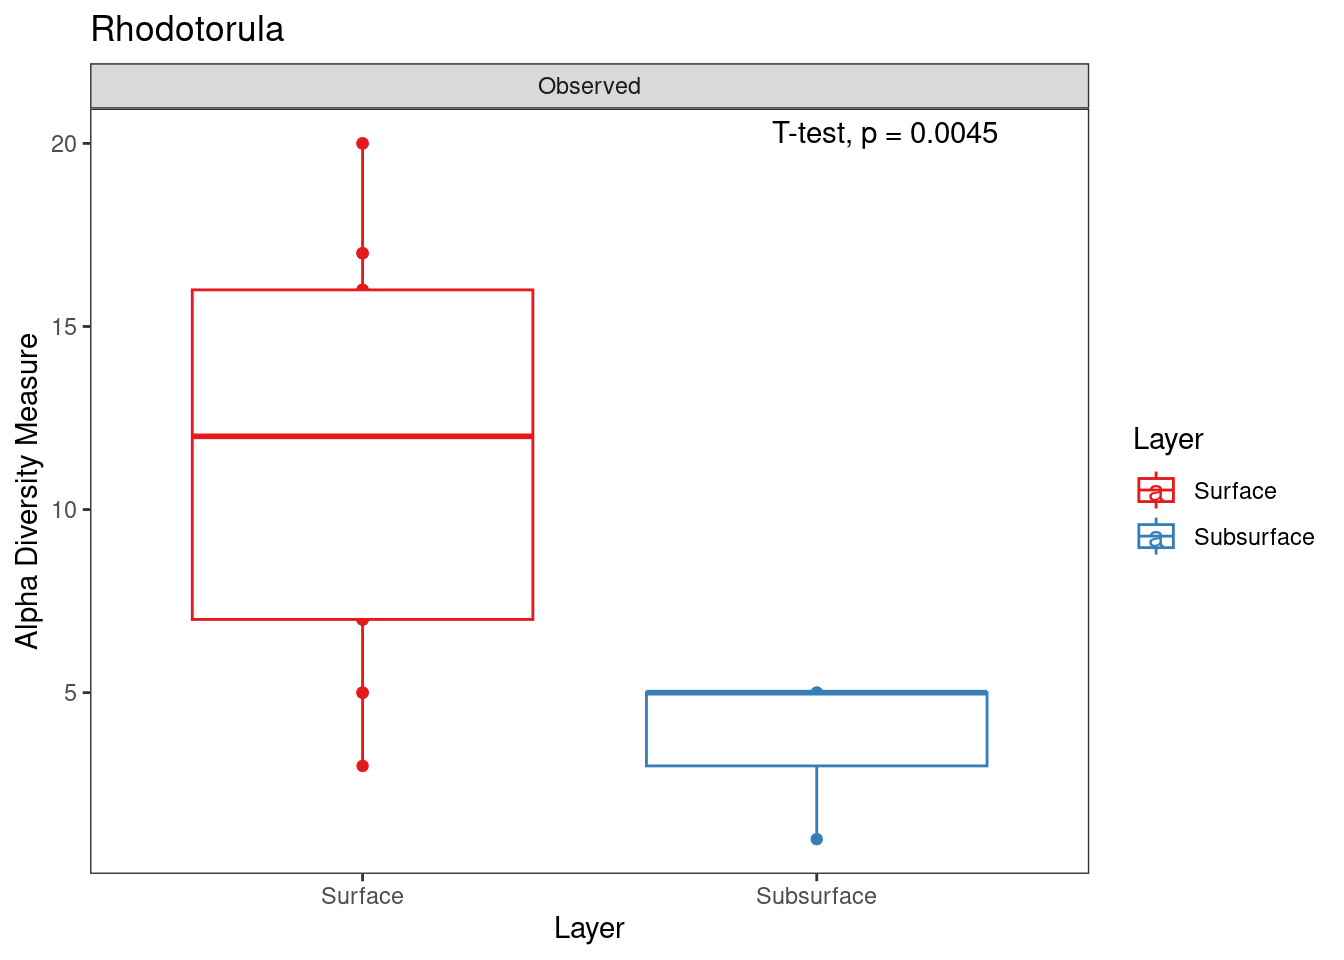 Rhodotorula
Observed
T-test, p = 0.0045
20
15
10
5
Alpha Diversity Measure
Surface
Subsurface
Layer
Layer
a Surface
a Subsurface